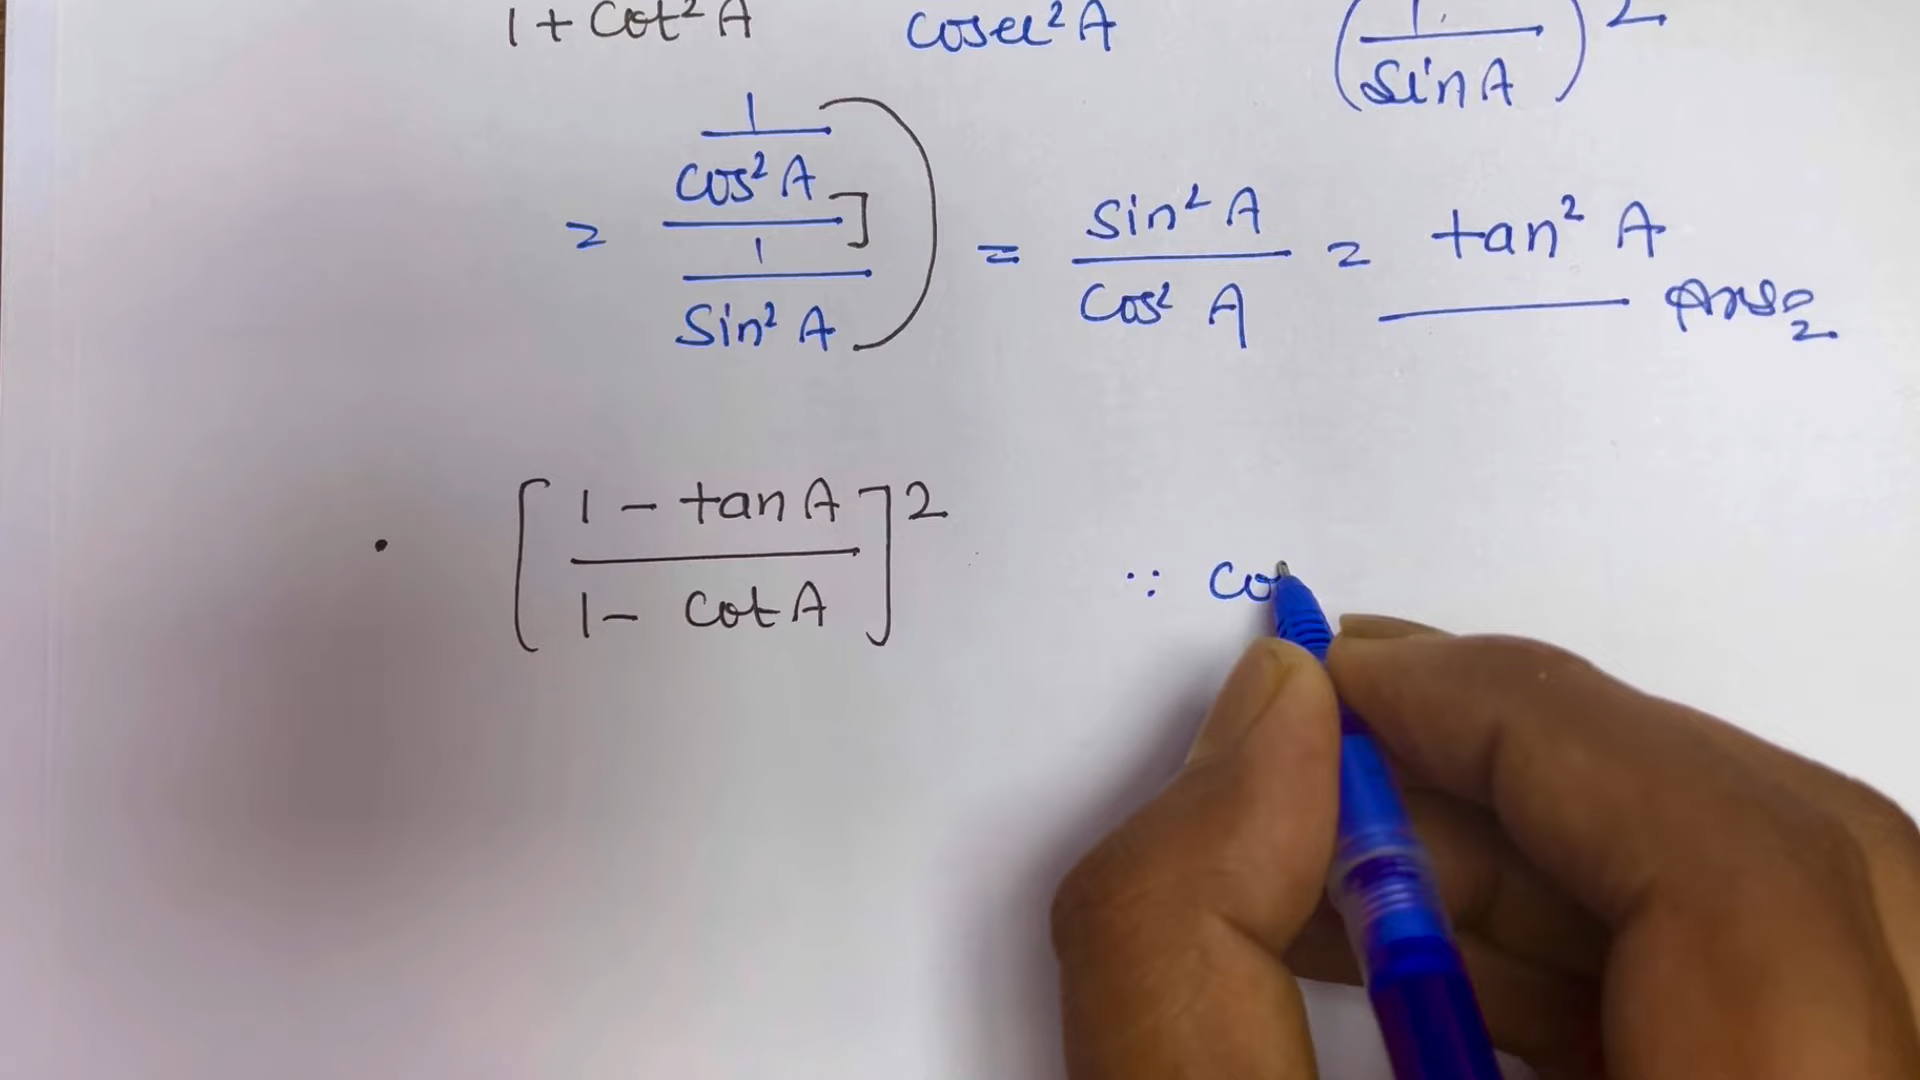 1 + cot² A cosec² A (1/sin A)²
= (1/cos² A)/(1/sin² A) = sin² A/cos² A = tan² A Ans
[(1 - tan A)/(1 - cot A)]² ∵ co